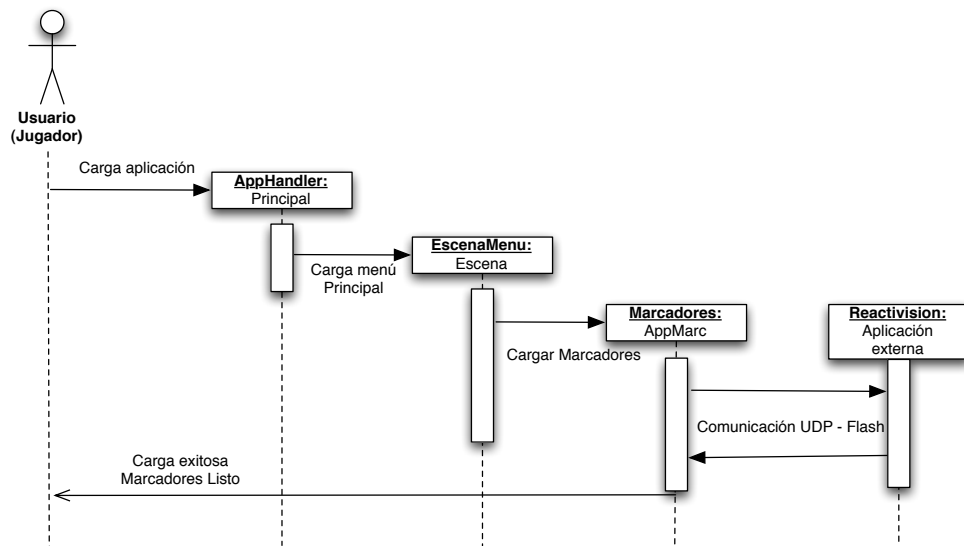 Usuario
(Jugador)
Carga aplicación
AppHandler:
Principal
Carga menú
Principal
EscenaMenu:
Escena
Cargar Marcadores
Marcadores:
AppMarc
Reactivision:
Aplicación
externa
Comunicación UDP - Flash
Carga exitosa
Marcadores Listo